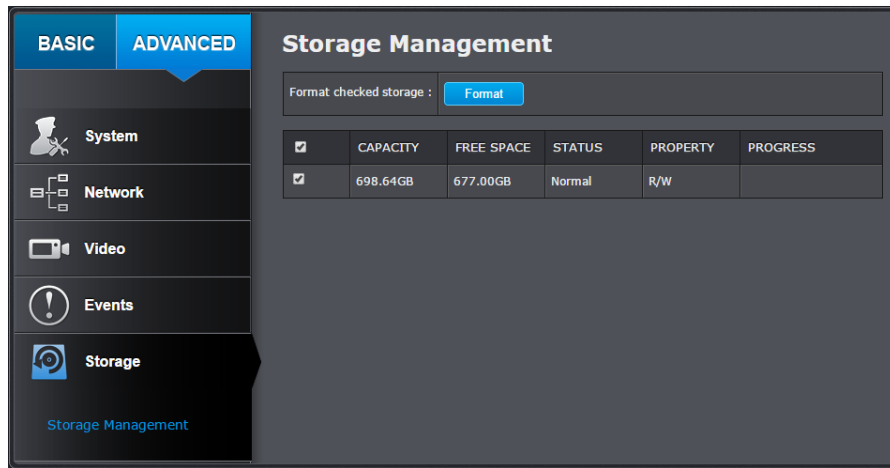 BASIC
ADVANCED
System
Network
Video
Events
Storage
Storage Management
Storage Management
Format checked storage :
Format
CAPACITY FREE SPACE STATUS PROPERTY PROGRESS
698.64GB 677.00GB Normal R/W